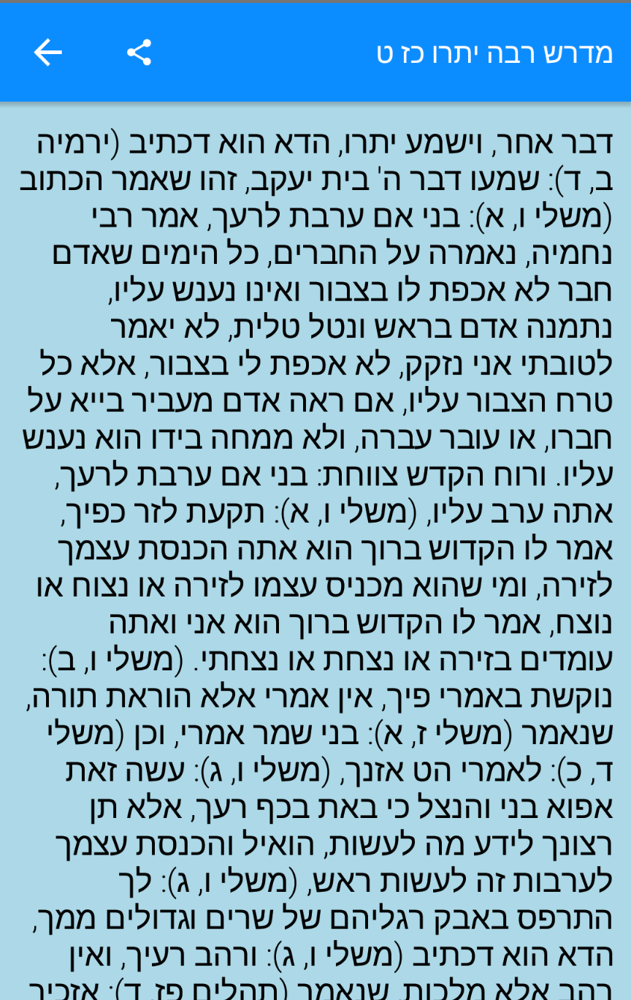 מדרש רבה יתרו כז ט
דבר אחר, וישמע יתרו, הדא הוא דכתיב (ירמיה
ב, ד): שמעו דבר ה' בית יעקב, זהו שאמר הכתוב
(משלי ו, א): בני אם ערבת לרעך, אמר רבי
נחמיה, נאמרה על החברים, כל הימים שאדם
חבר לא אכפת לו בצבור ואינו נענש עליו,
נתמנה אדם בראש ונטל טלית, לא יאמר
לטובתי אני נזקק, לא אכפת לי בצבור, אלא כל
טרח הצבור עליו, אם ראה אדם מעביר בייא על
חברו, או עובר עברה, ולא ממחה בידו הוא נענש
עליו. ורוח הקדש צווחת: בני אם ערבת לרעך,
אתה ערב עליו, (משלי ו, א): תקעת לזר כפיך,
אמר לו הקדוש ברוך הוא אתה הכנסת עצמך
לזירה, ומי שהוא מכניס עצמו לזירה או נצוח או
נוצח, אמר לו הקדוש ברוך הוא אני ואתה
עומדים בזירה או נצחת או נצחתי. (משלי ו, ב):
נוקשת באמרי פיך, אין אמרי אלא הוראת תורה,
שנאמר (משלי ז, א): בני שמר אמרי, וכן (משלי
ד, כ): לאמרי הט אזנך, (משלי ו, ג): עשה זאת
אפוא בני והנצל כי באת בכף רעך, אלא תן
רצונך לידע מה לעשות, הואיל והכנסת עצמך
לערבות זה לעשות ראש, (משלי ו, ג): לך
התרפס באבק רגליהם של שרים וגדולים ממך,
הדא הוא דכתיב (משלי ו, ג): ורהב רעיך, ואין
רהב אלא מלכות, שנאמר (תהלים פז, ד): אזכיר